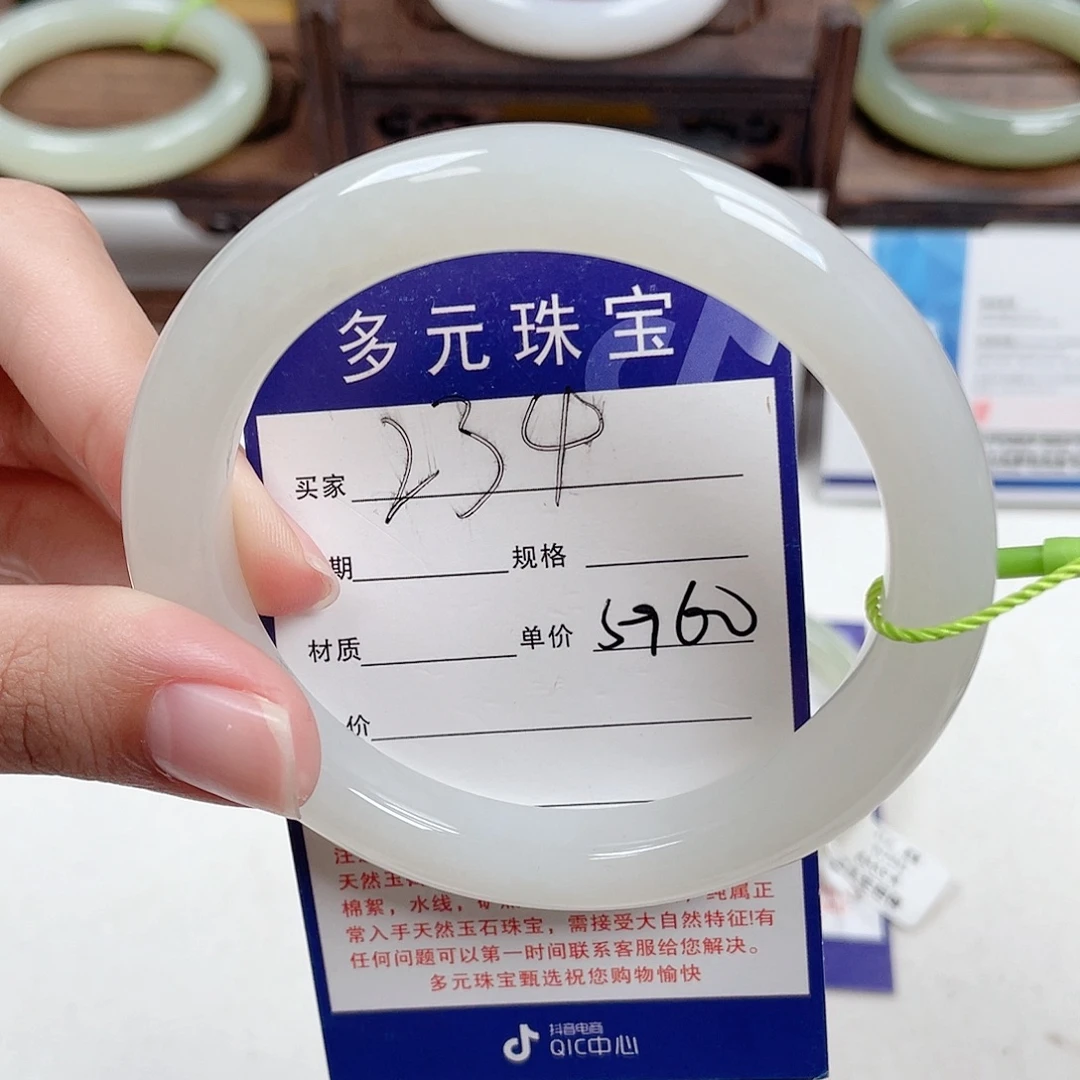 多元珠宝
买家 234
期 规格
材质 单价 5960
价
天然玉
棉絮，水线， 纯属正
常入手天然玉石珠宝，需接受大自然特征!有
任何问题可以第一时间联系客服给您解决。
多元珠宝甄选祝您购物愉快
抖音电商
QIC中心